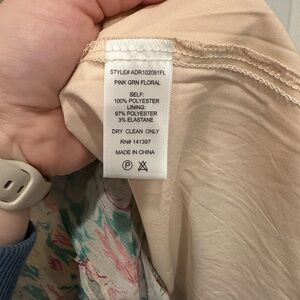 STYLE# ADR102091FL
PINK GRN FLORAL
SELF:
100% POLYESTER
LINING:
97% POLYESTER
3% ELASTANE
DRY CLEAN ONLY
RN# 141397
MADE IN CHINA
P